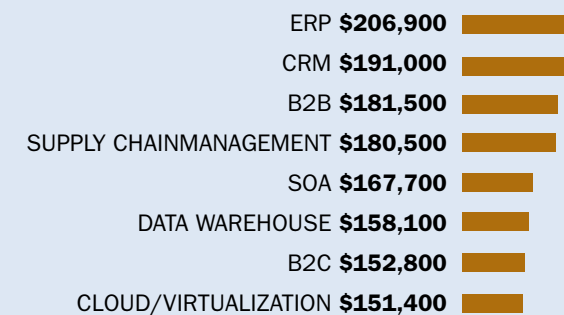 ERP $206,900
CRM $191,000
B2B $181,500
SUPPLY CHAINMANAGEMENT $180,500
SOA $167,700
DATA WAREHOUSE $158,100
B2C $152,800
CLOUD/VIRTUALIZATION $151,400